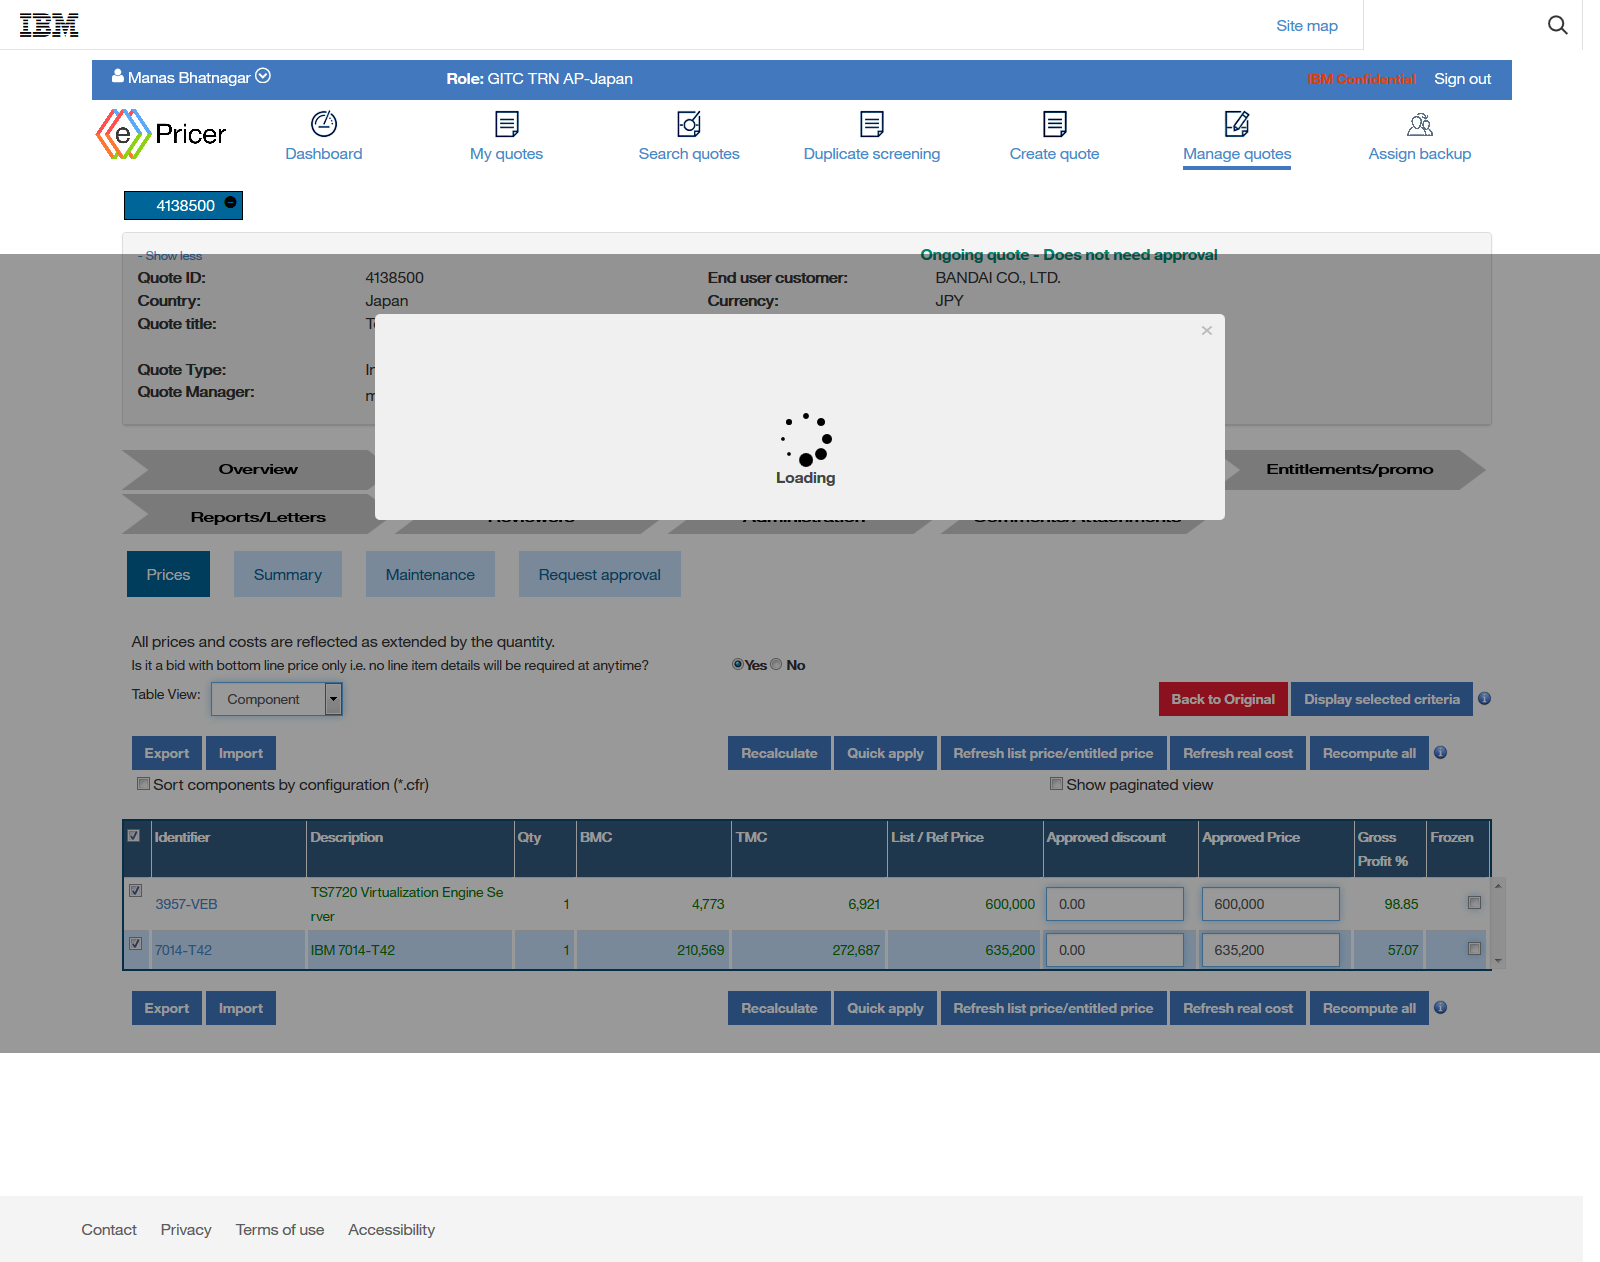 IBM
Site map
Manas Bhatnagar
Role: GITC TRN AP-Japan
IBM Confidential
Sign out
e Pricer
Dashboard
My quotes
Search quotes
Duplicate screening
Create quote
Manage quotes
Assign backup
4138500
- Show less
Ongoing quote - Does not need approval
Quote ID: 4138500
End user customer: BANDAI CO., LTD.
Country: Japan
Currency: JPY
Quote title:
Quote Type:
Quote Manager:
×
Loading
Overview
Entitlements/promo
Reports/Letters
Reviewers
Administration
Comments/Attachments
Prices
Summary
Maintenance
Request approval
All prices and costs are reflected as extended by the quantity.
Is it a bid with bottom line price only i.e. no line item details will be required at anytime?
Yes No
Table View: Component
Back to Original
Display selected criteria
Export Import
Recalculate Quick apply Refresh list price/entitled price Refresh real cost Recompute all
Sort components by configuration (*.cfr)
Show paginated view
Identifier Description Qty BMC TMC List / Ref Price Approved discount Approved Price Gross Profit % Frozen
3957-VEB TS7720 Virtualization Engine Se
rver 1 4,773 6,921 600,000 0.00 600,000 98.85
7014-T42 IBM 7014-T42 1 210,569 272,687 635,200 0.00 635,200 57.07
Export Import
Recalculate Quick apply Refresh list price/entitled price Refresh real cost Recompute all
Contact Privacy Terms of use Accessibility